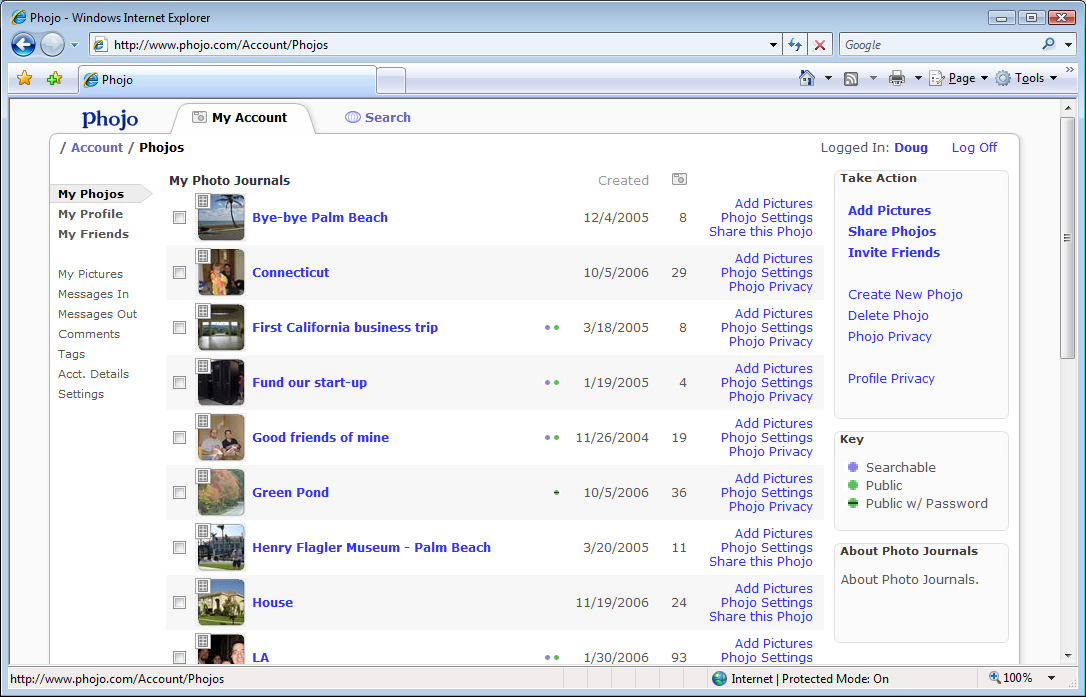 Phojo - Windows Internet Explorer
http://www.phojo.com/Account/Phojos
Google
Phojo
Page
Tools
phojo
My Account
Search
/ Account / Phojos
Logged In: Doug
Log Off
My Phojos
My Profile
My Friends
My Pictures
Messages In
Messages Out
Comments
Tags
Acct. Details
Settings
My Photo Journals
Created
Bye-bye Palm Beach
12/4/2005
8
Add Pictures
Phojo Settings
Share this Phojo
Connecticut
10/5/2006
29
Add Pictures
Phojo Settings
Phojo Privacy
First California business trip
3/18/2005
8
Add Pictures
Phojo Settings
Phojo Privacy
Fund our start-up
1/19/2005
4
Add Pictures
Phojo Settings
Phojo Privacy
Good friends of mine
11/26/2004
19
Add Pictures
Phojo Settings
Phojo Privacy
Green Pond
10/5/2006
36
Add Pictures
Phojo Settings
Phojo Privacy
Henry Flagler Museum - Palm Beach
3/20/2005
11
Add Pictures
Phojo Settings
Share this Phojo
House
11/19/2006
24
Add Pictures
Phojo Settings
Share this Phojo
LA
1/30/2006
93
Add Pictures
Phojo Settings
Take Action
Add Pictures
Share Phojos
Invite Friends
Create New Phojo
Delete Phojo
Phojo Privacy
Profile Privacy
Key
Searchable
Public
Public w/ Password
About Photo Journals
About Photo Journals.
http://www.phojo.com/Account/Phojos
Internet | Protected Mode: On
100%